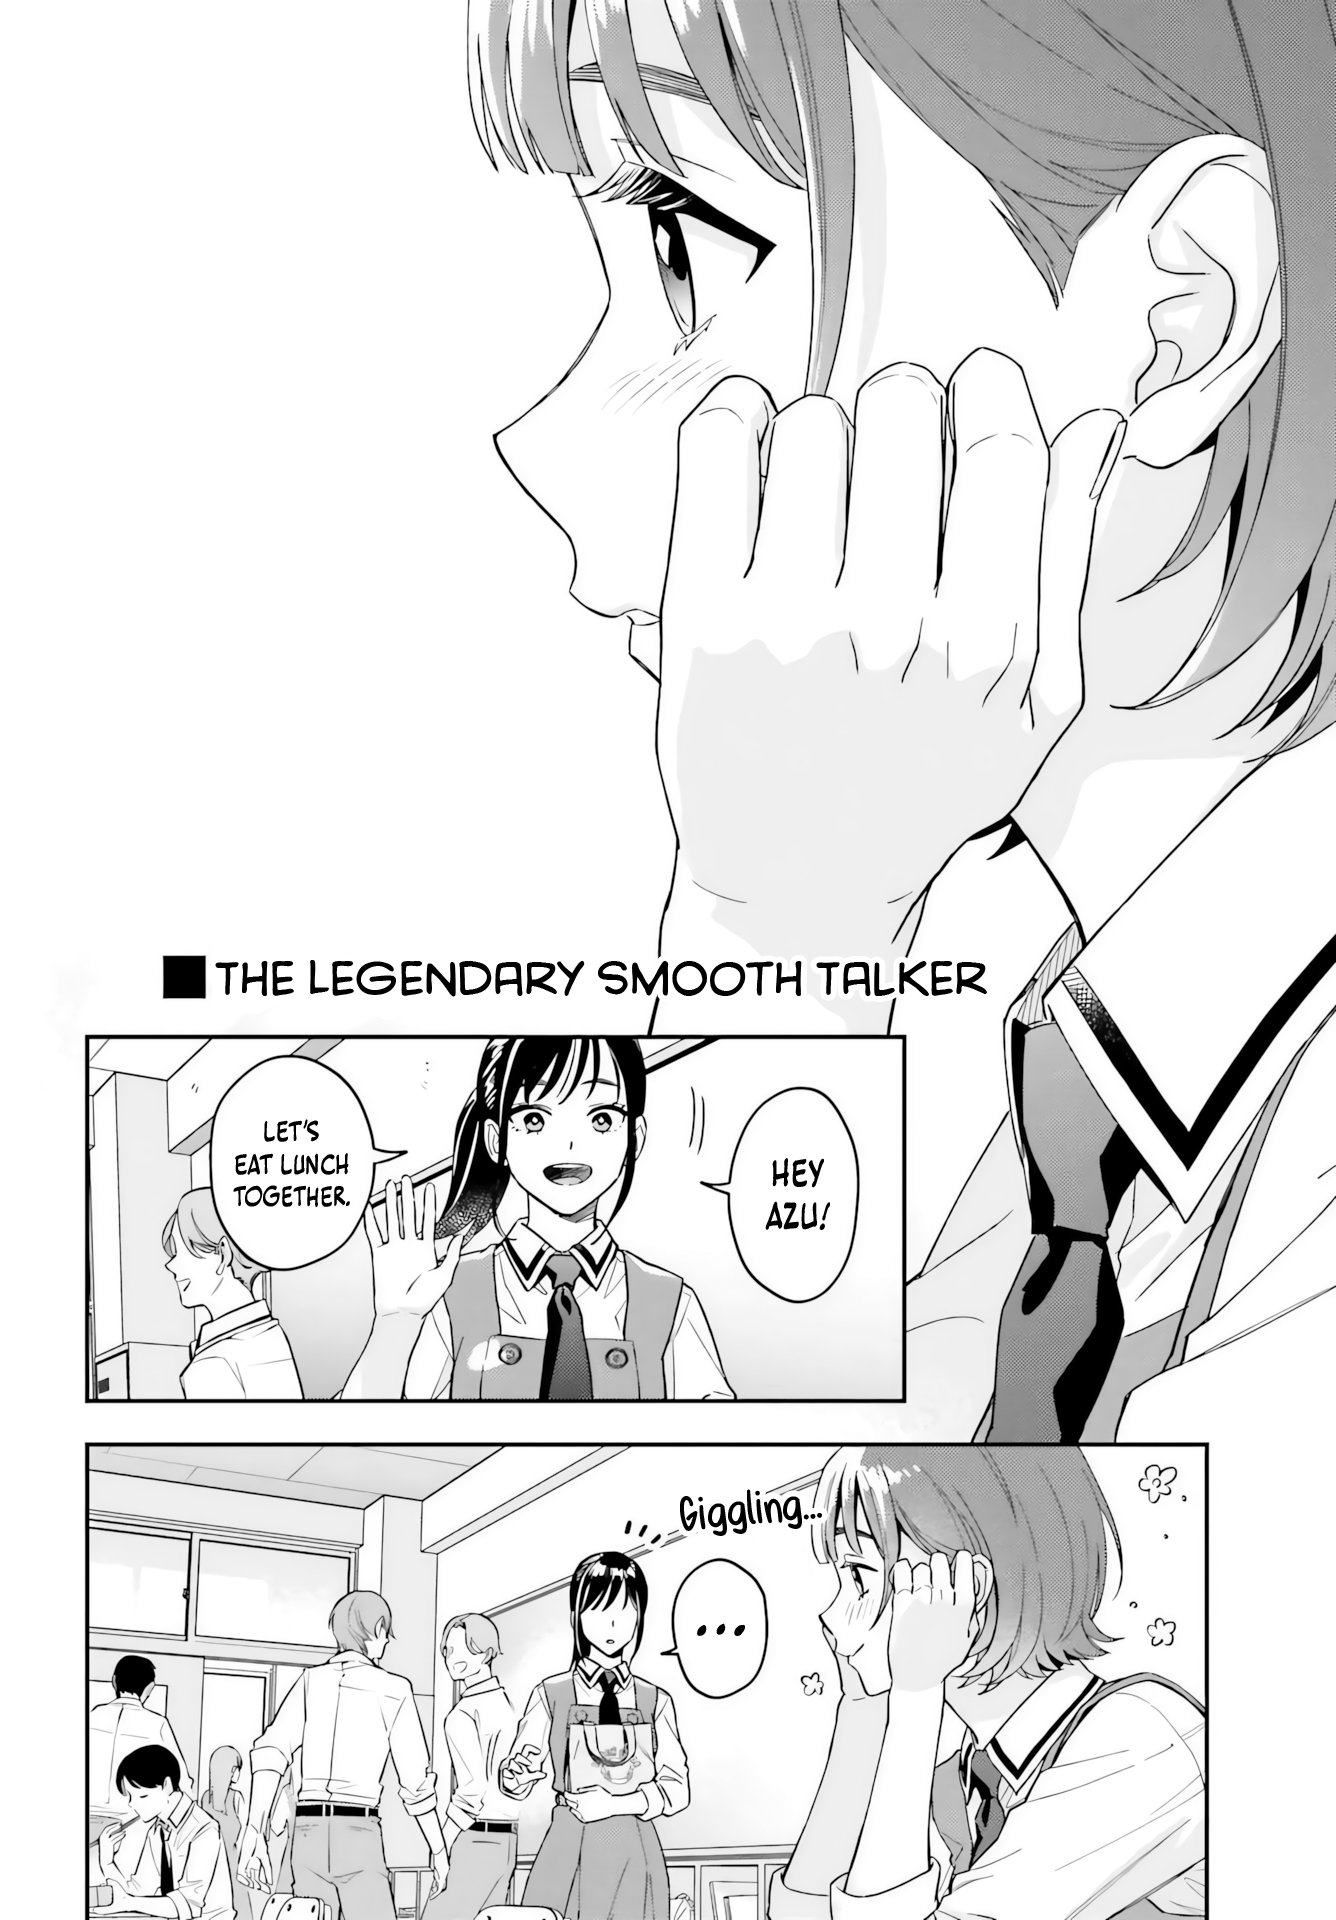 ■THE LEGENDARY SMOOTH TALKER
HEY
AZU!
LET'S
EAT LUNCH
TOGETHER.
Giggling...
...